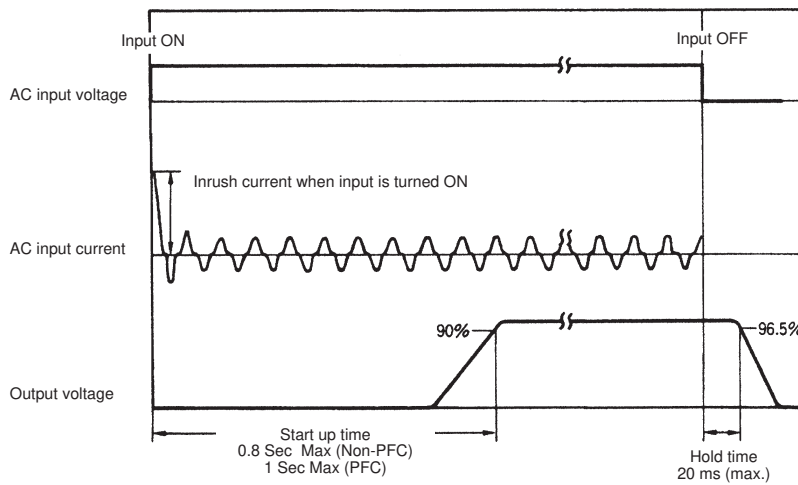 Input ON
Input OFF
AC input voltage
Inrush current when input is turned ON
AC input current
90%
96.5%
Output voltage
Start up time
0.8 Sec Max (Non-PFC)
1 Sec Max (PFC)
Hold time
20 ms (max.)